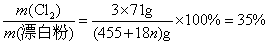 m(Cl₂)/m(漂白粉) = 3×71g/(455+18n)g ×100% = 35%